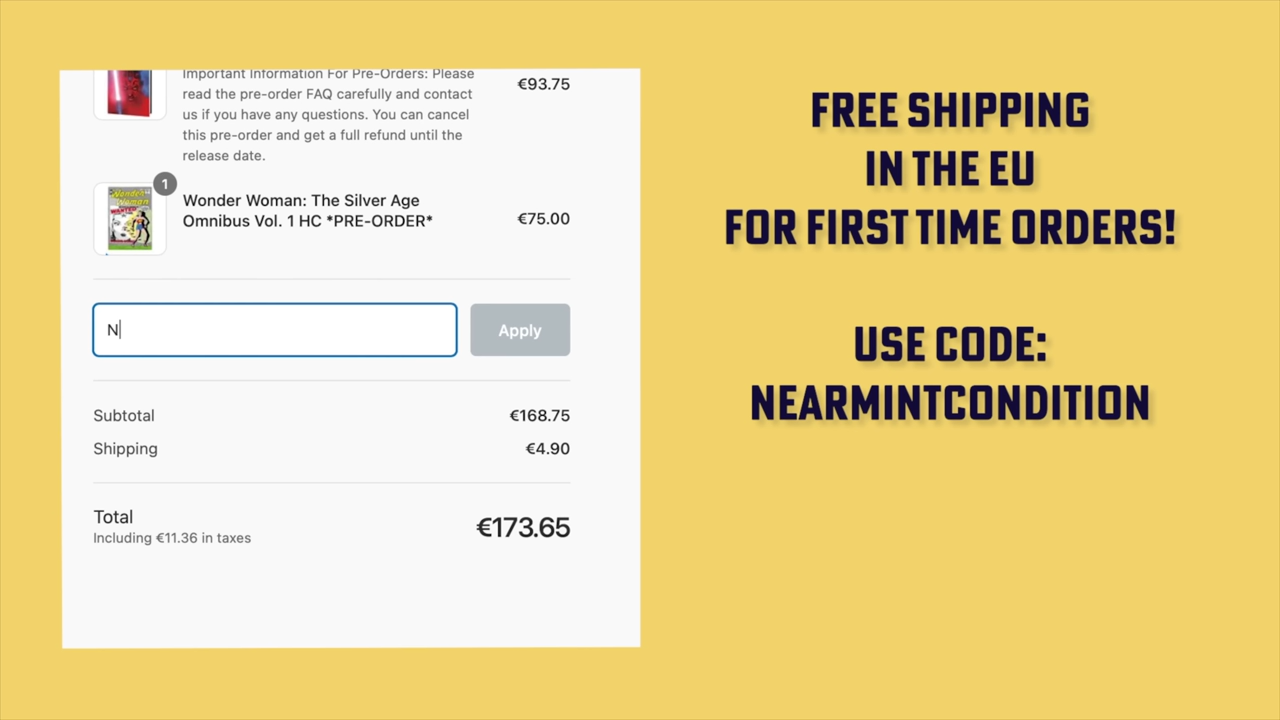 Important Information For Pre-Orders: Please
read the pre-order FAQ carefully and contact
us if you have any questions. You can cancel
this pre-order and get a full refund until the
release date.
€93.75
1
Wonder Woman: The Silver Age
Omnibus Vol. 1 HC *PRE-ORDER*
€75.00
N
Apply
Subtotal
€168.75
Shipping
€4.90
Total
Including €11.36 in taxes
€173.65
FREE SHIPPING
IN THE EU
FOR FIRST TIME ORDERS!
USE CODE:
NEARMINTCONDITION